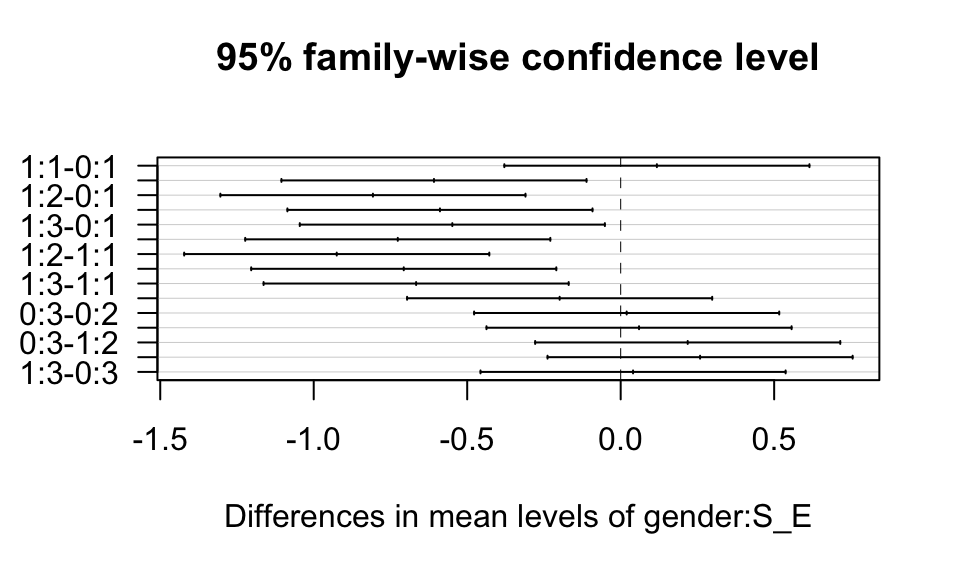 95% family-wise confidence level
1:1-0:1
1:2-0:1
1:3-0:1
1:2-1:1
1:3-1:1
0:3-0:2
0:3-1:2
1:3-0:3
-1.5 -1.0 -0.5 0.0 0.5
Differences in mean levels of gender:S_E